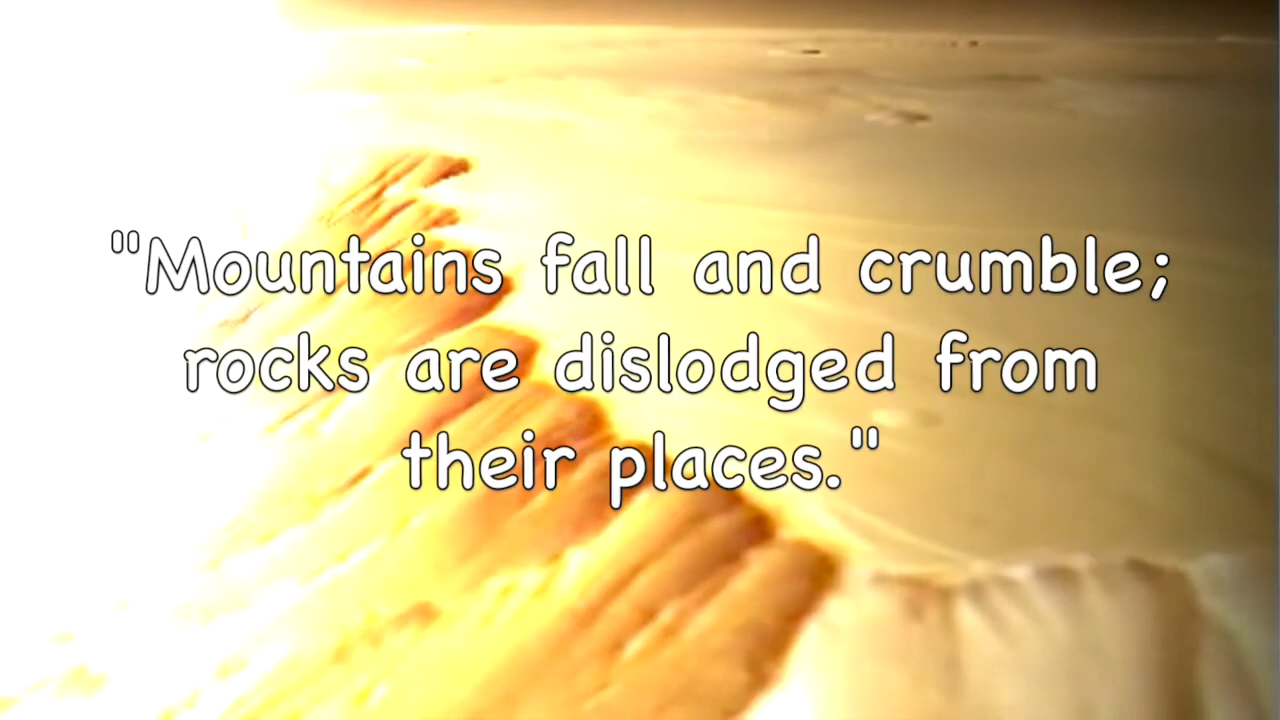 "Mountains fall and crumble;
rocks are dislodged from
their places."